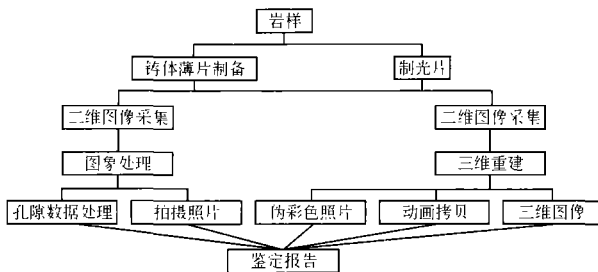 岩样
铸体薄片制备
制光片
二维图像采集
二维图像采集
图象处理
三维重建
孔隙数据处理
拍摄照片
伪彩色照片
动画拷贝
三维图像
鉴定报告